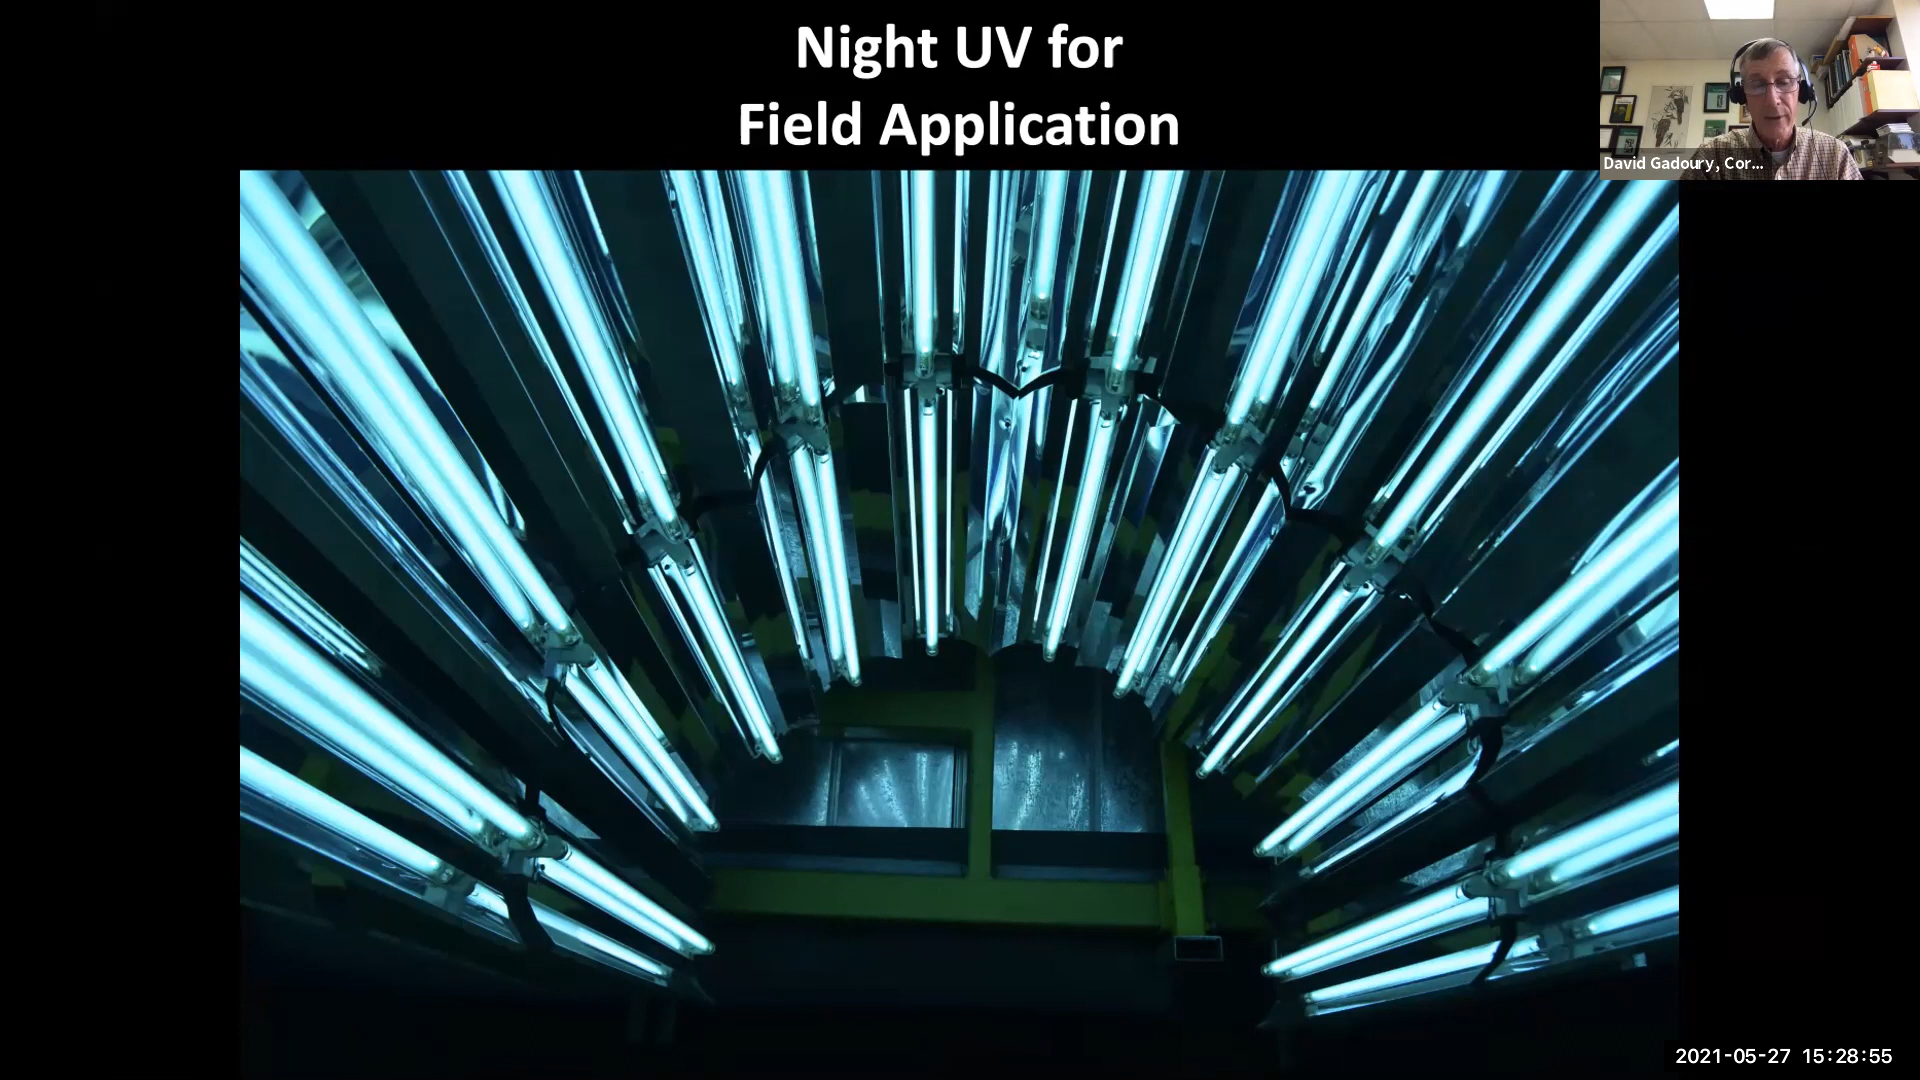 Night UV for
Field Application
David Gadoury, Cor...
2021-05-27 15:28:55